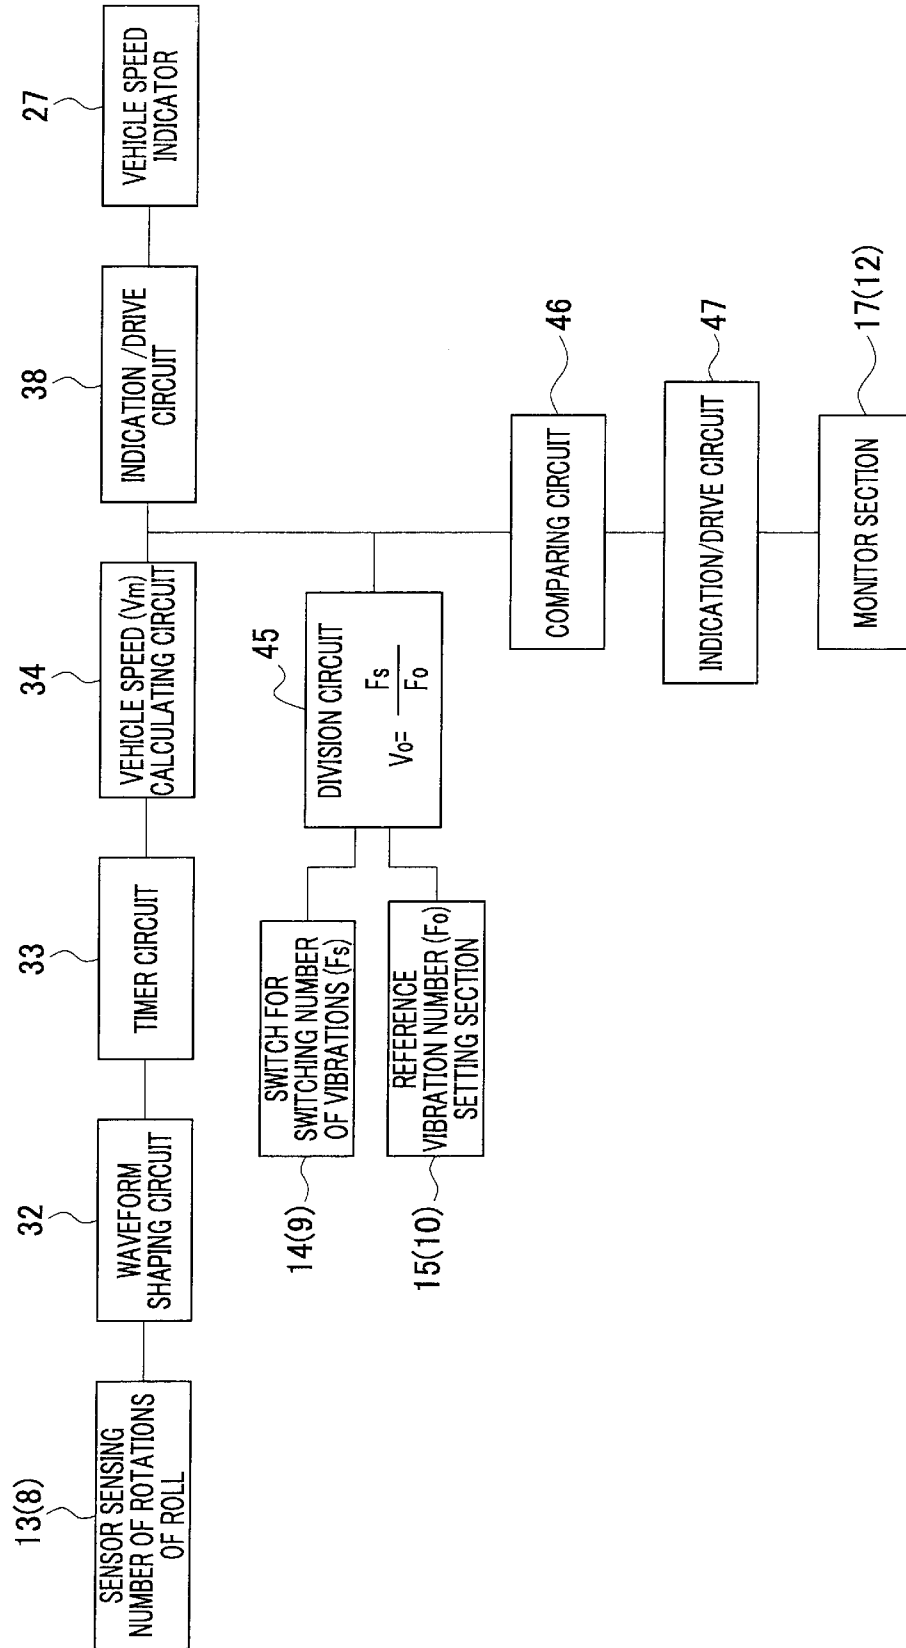 13(8)
SENSOR SENSING
NUMBER OF ROTATIONS
OF ROLL
32
WAVEFORM
SHAPING CIRCUIT
33
TIMER CIRCUIT
34
VEHICLE SPEED (Vm)
CALCULATING CIRCUIT
38
INDICATION /DRIVE
CIRCUIT
27
VEHICLE SPEED
INDICATOR
14(9)
SWITCH FOR
SWITCHING NUMBER
OF VIBRATIONS (Fs)
15(10)
REFERENCE
VIBRATION NUMBER (Fo)
SETTING SECTION
45
DIVISION CIRCUIT
Vo= Fs
Fo
46
COMPARING CIRCUIT
47
INDICATION/DRIVE CIRCUIT
17(12)
MONITOR SECTION